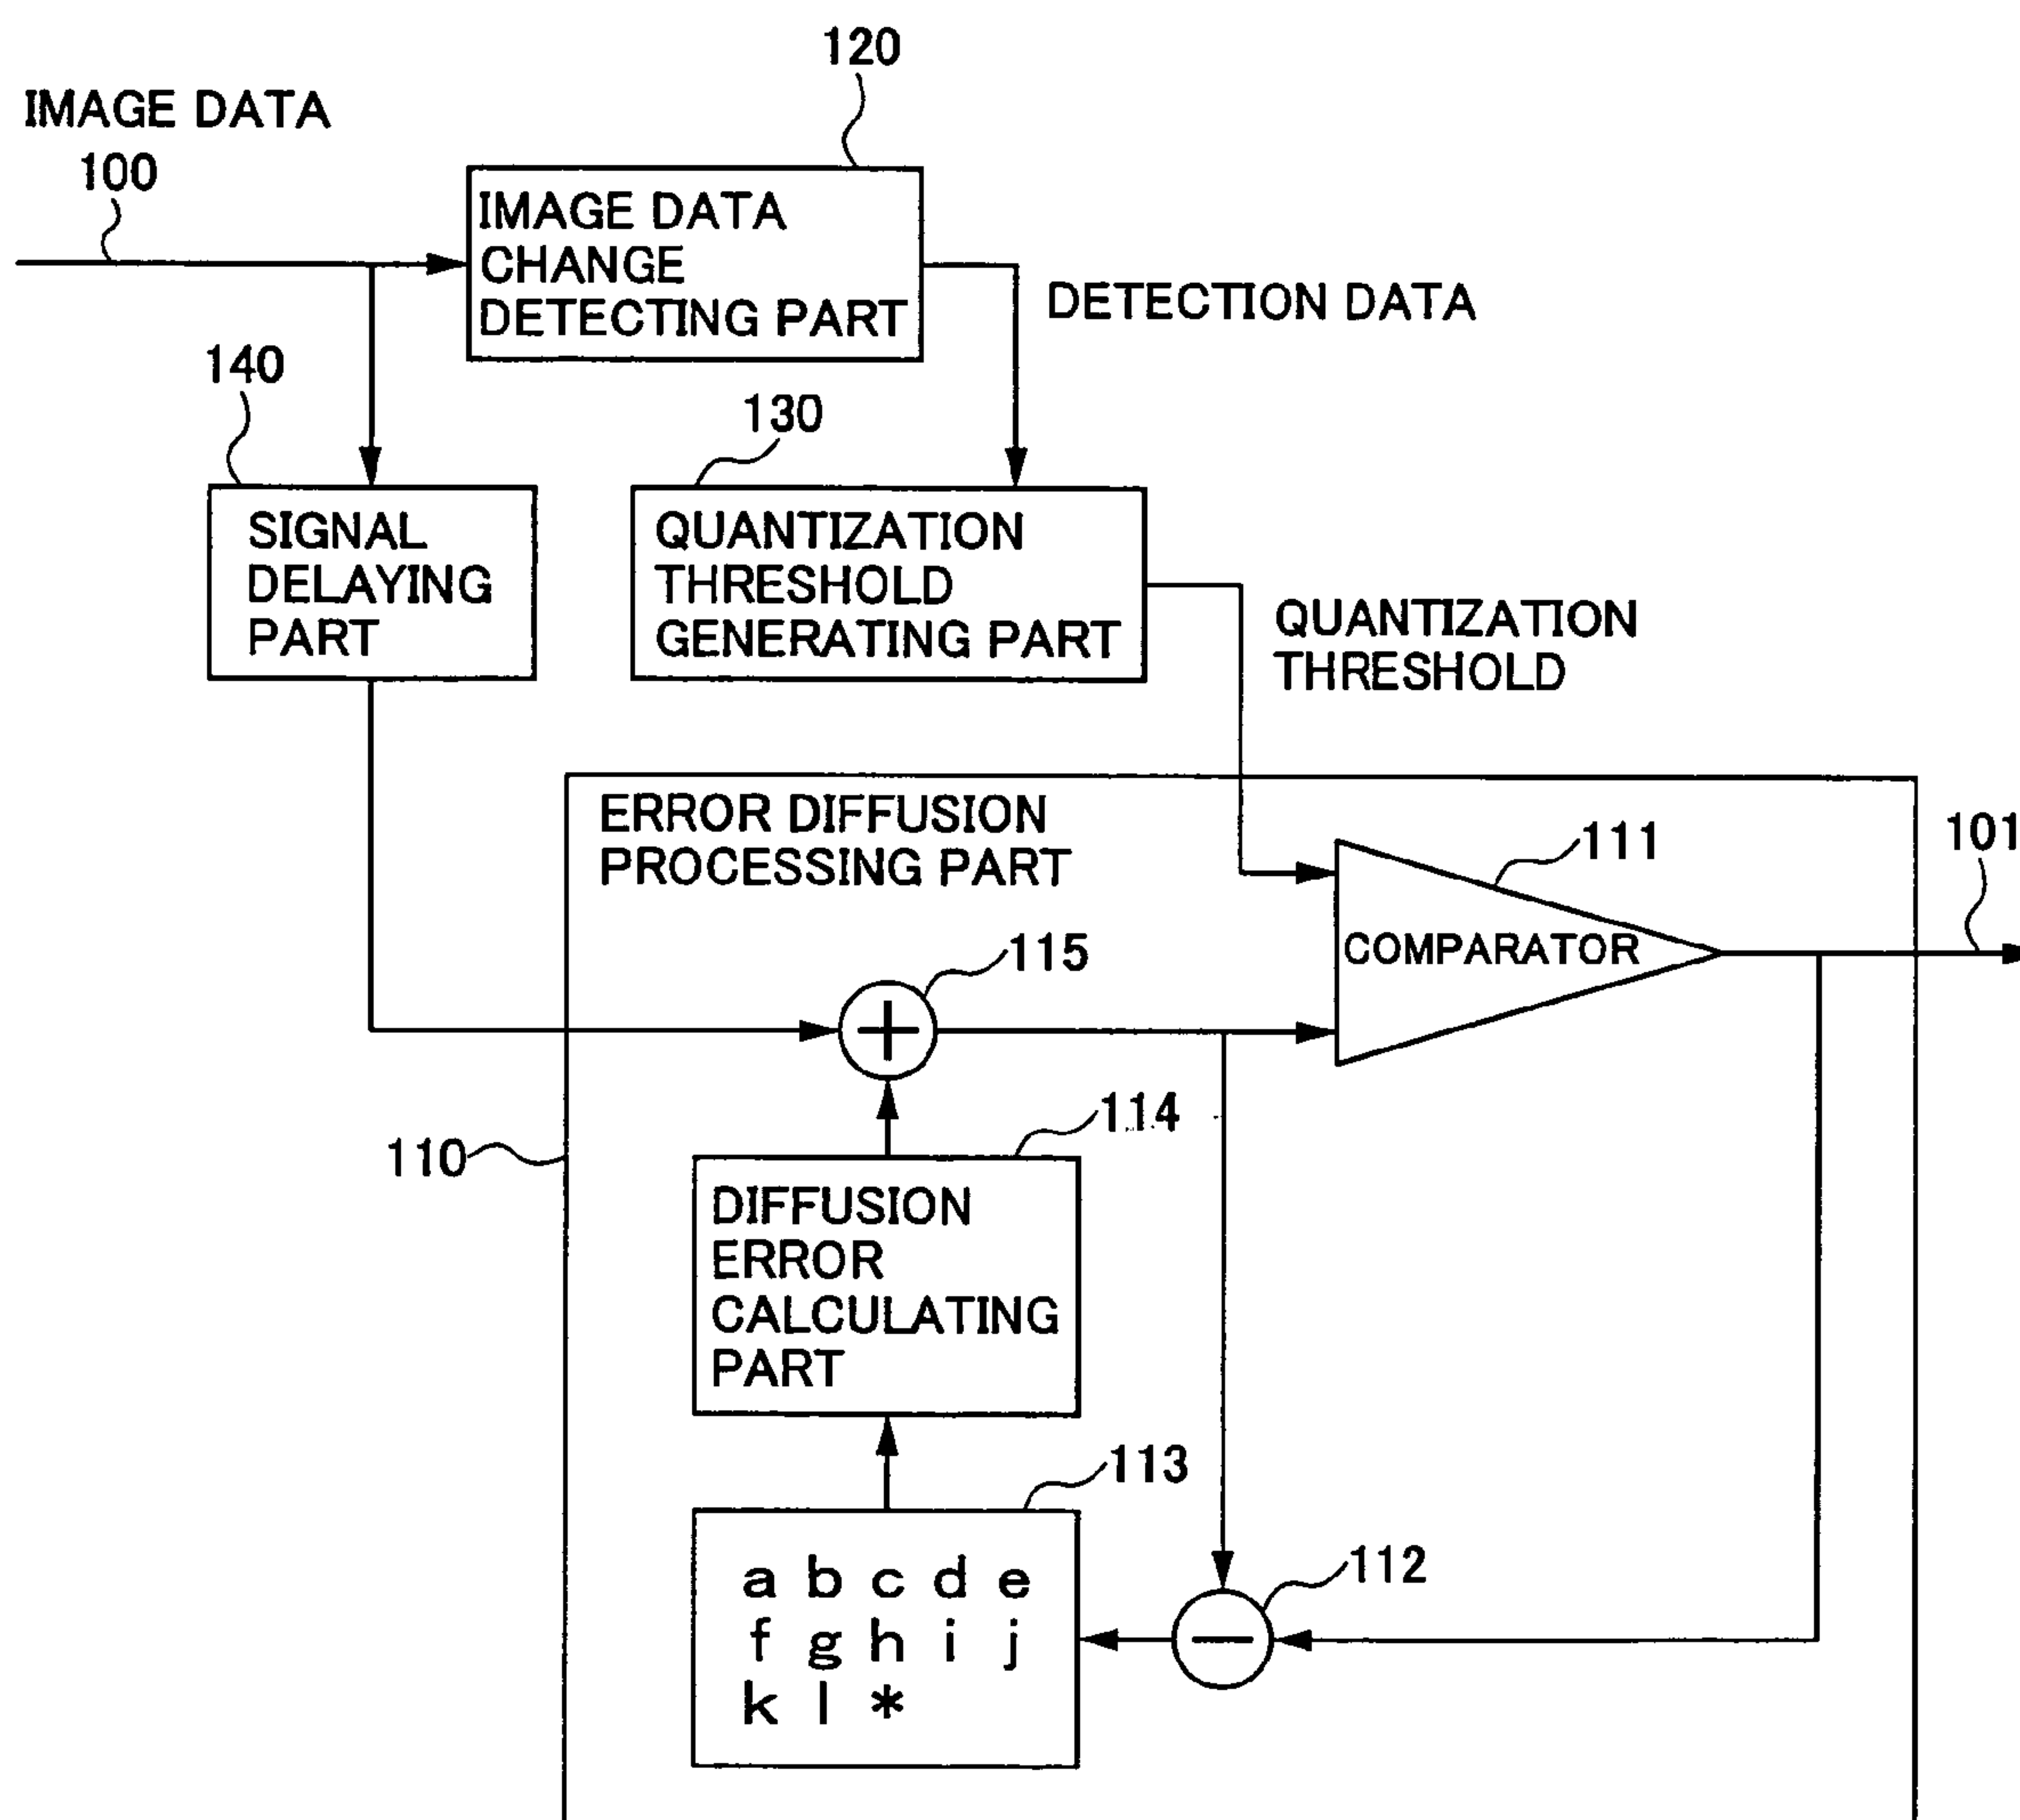 120
IMAGE DATA
100
IMAGE DATA
CHANGE
DETECTING PART
DETECTION DATA
140
130
SIGNAL
DELAYING
PART
QUANTIZATION
THRESHOLD
GENERATING PART
QUANTIZATION
THRESHOLD
ERROR DIFFUSION
PROCESSING PART
111
101
COMPARATOR
115
114
110
DIFFUSION
ERROR
CALCULATING
PART
113
112
a b c d e
f g h i j
k l *